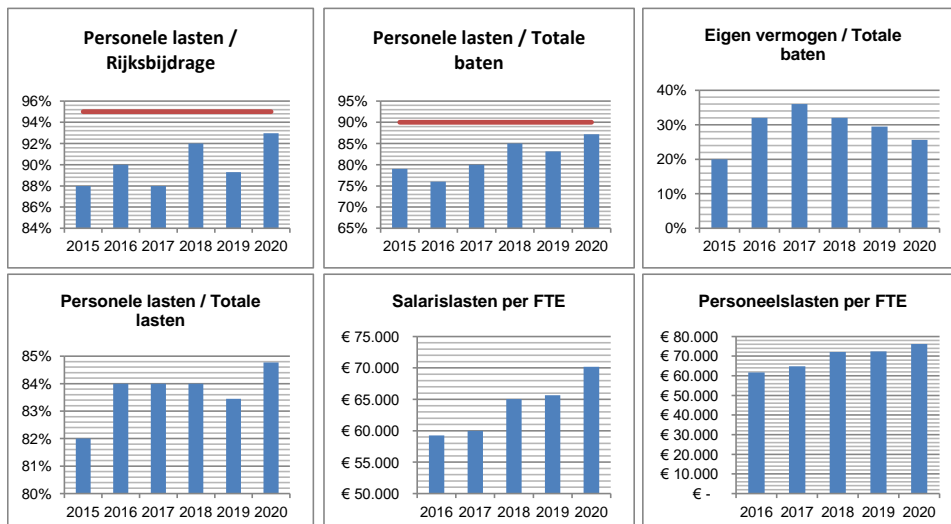 Personele lasten /
Rijksbijdrage
96%
94%
92%
90%
88%
86%
84%
2015 2016 2017 2018 2019 2020
Personele lasten / Totale
baten
95%
90%
85%
80%
75%
70%
65%
2015 2016 2017 2018 2019 2020
Eigen vermogen / Totale
baten
40%
30%
20%
10%
0%
2015 2016 2017 2018 2019 2020
Personele lasten / Totale
lasten
85%
84%
83%
82%
81%
80%
2015 2016 2017 2018 2019 2020
Salarislasten per FTE
€ 75.000
€ 70.000
€ 65.000
€ 60.000
€ 55.000
€ 50.000
2016 2017 2018 2019 2020
Personeelslasten per FTE
€ 80.000
€ 70.000
€ 60.000
€ 50.000
€ 40.000
€ 30.000
€ 20.000
€ 10.000
€ -
2016 2017 2018 2019 2020